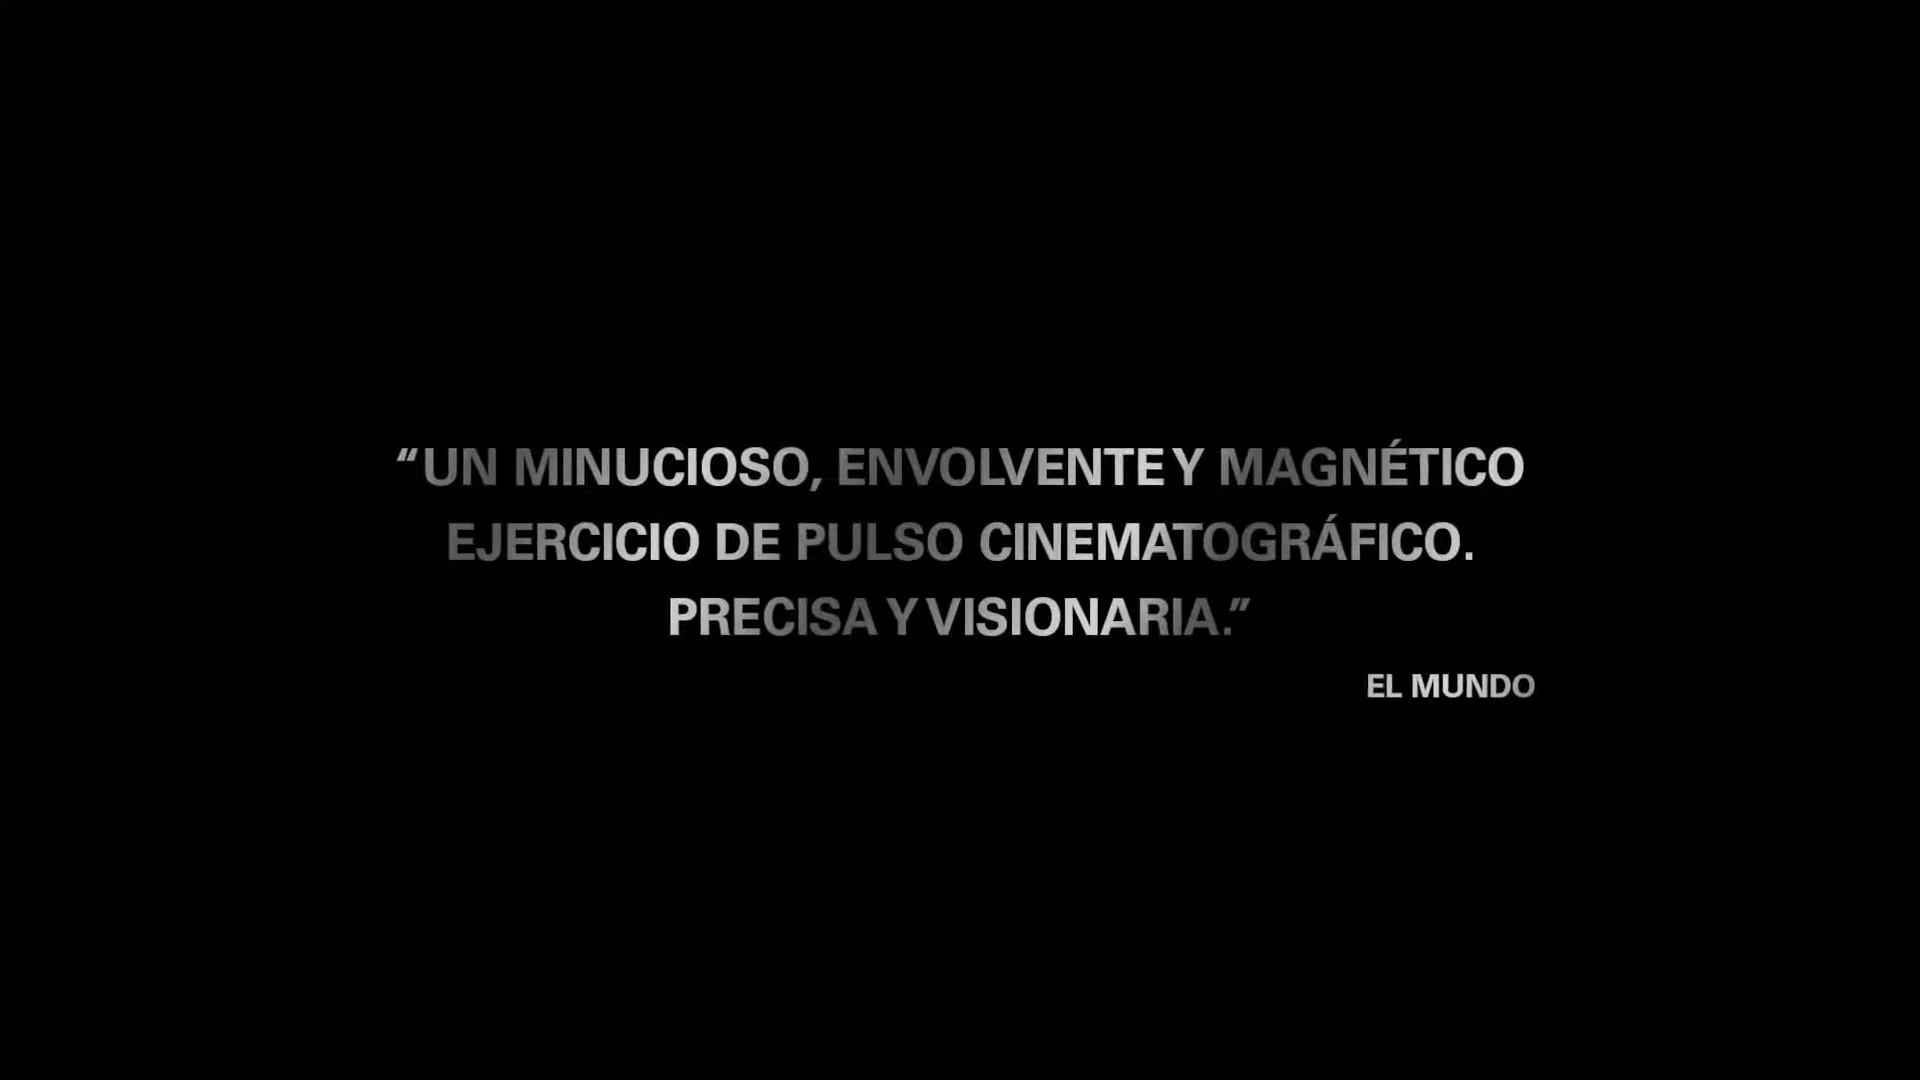 “UN MINUCIOSO, ENVOLVENTE Y MAGNÉTICO
EJERCICIO DE PULSO CINEMATOGRÁFICO.
PRECISA Y VISIONARIA.”
EL MUNDO